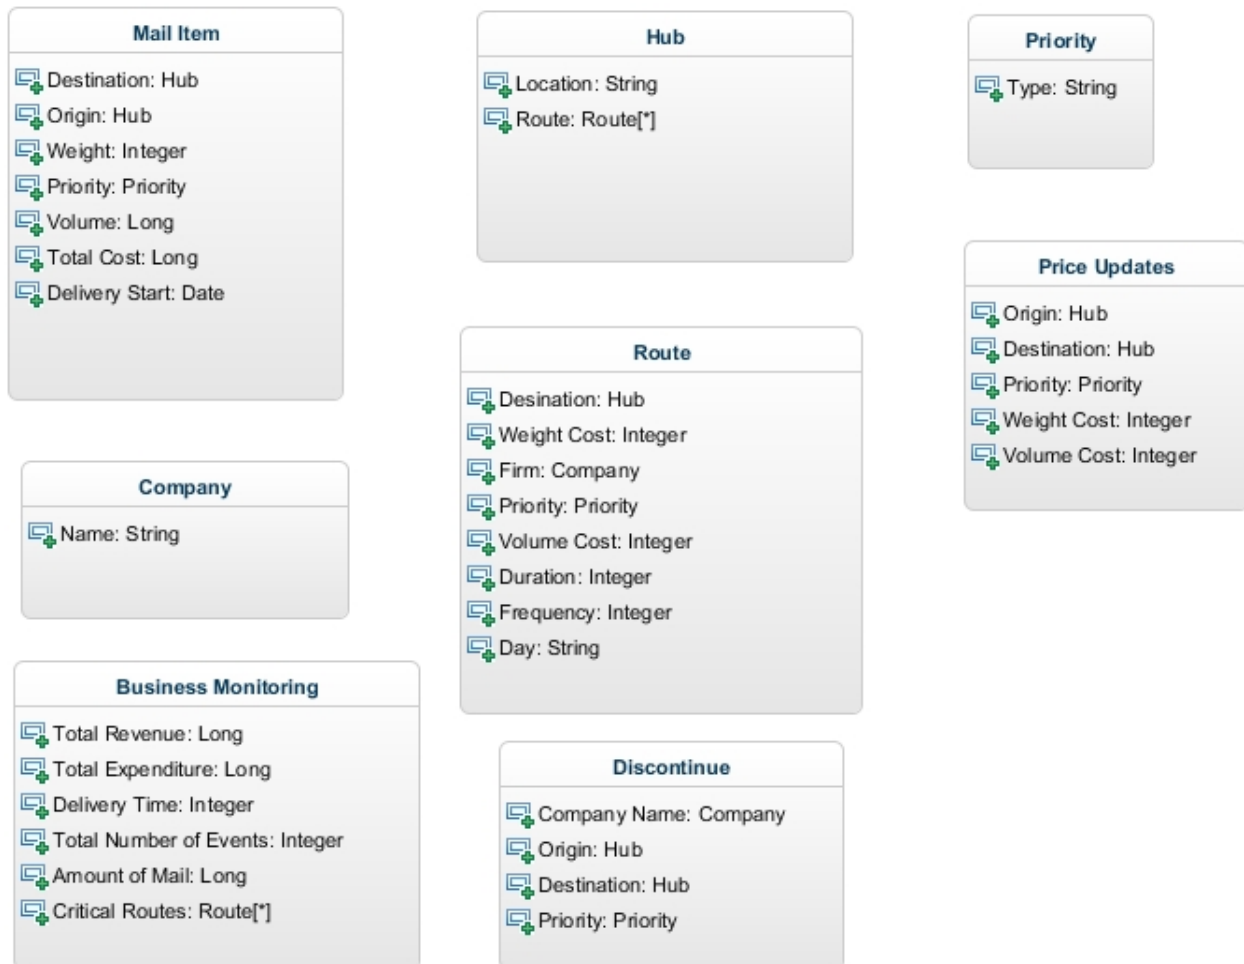 Mail Item
Destination: Hub
Origin: Hub
Weight: Integer
Priority: Priority
Volume: Long
Total Cost: Long
Delivery Start: Date
Hub
Location: String
Route: Route[*]
Priority
Type: String
Price Updates
Origin: Hub
Destination: Hub
Priority: Priority
Weight Cost: Integer
Volume Cost: Integer
Route
Desination: Hub
Weight Cost: Integer
Firm: Company
Priority: Priority
Volume Cost: Integer
Duration: Integer
Frequency: Integer
Day: String
Company
Name: String
Business Monitoring
Total Revenue: Long
Total Expenditure: Long
Delivery Time: Integer
Total Number of Events: Integer
Amount of Mail: Long
Critical Routes: Route[*]
Discontinue
Company Name: Company
Origin: Hub
Destination: Hub
Priority: Priority